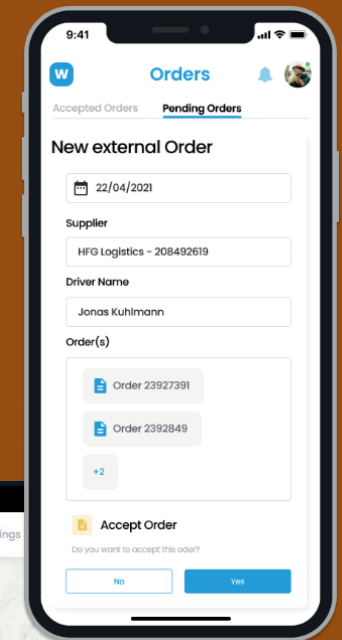 9:41
W
Orders
Accepted Orders Pending Orders
New external Order
22/04/2021
Supplier
HFG Logistics - 208492619
Driver Name
Jonas Kuhlmann
Order(s)
Order 23927391
Order 2392849
+2
ings
Accept Order
Do you want to accept this oder?
No Yes